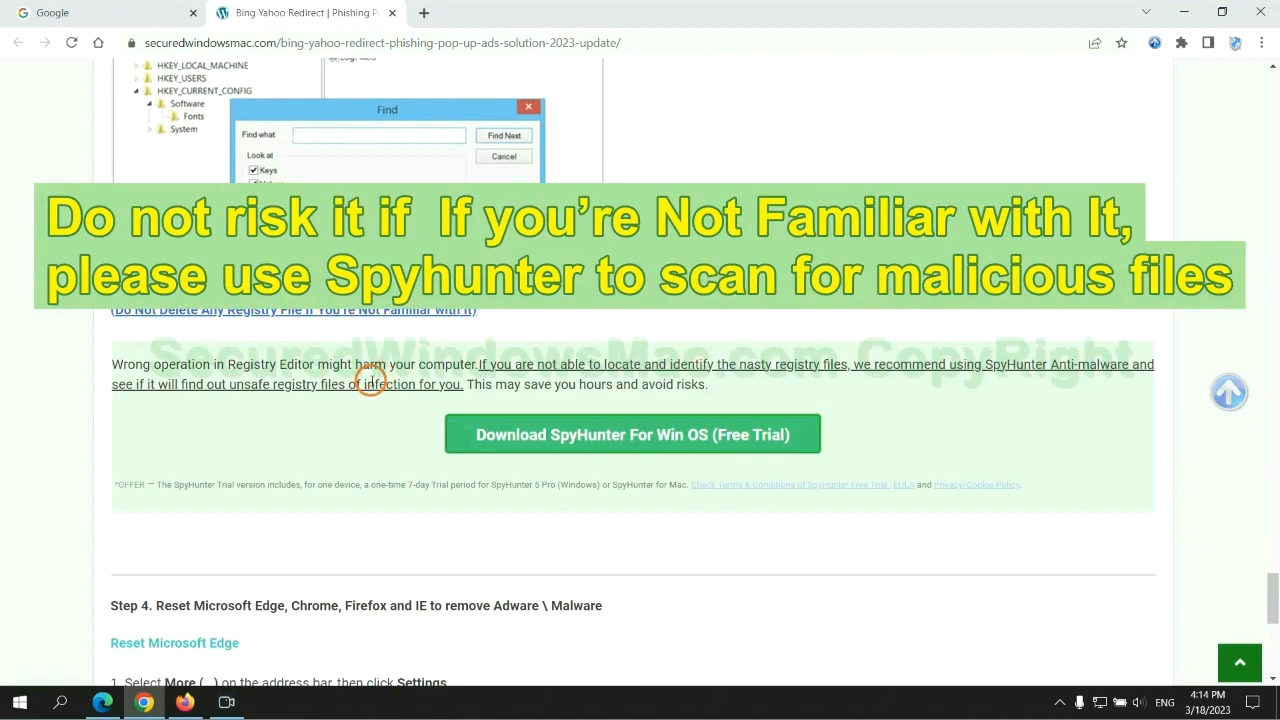 Google
Bing Yahoo Redirect | Phishing P
securedwindowsmac.com/bing-yahoo-redirect-phishing-pop-up-ads-solution-2023-update/
HKEY_LOCAL_MACHINE
HKEY_USERS
HKEY_CURRENT_CONFIG
Software
Fonts
System
Find
Find what
Find Next
Look at
Cancel
Keys
Do not risk it if If you’re Not Familiar with It,
please use Spyhunter to scan for malicious files
(Do Not Delete Any Registry File if You're Not Familiar with It)
SecuredWindowsMac.com CopyRight
Wrong operation in Registry Editor might harm your computer.If you are not able to locate and identify the nasty registry files, we recommend using SpyHunter Anti-malware and
see if it will find out unsafe registry files of infection for you. This may save you hours and avoid risks.
Download SpyHunter For Win OS (Free Trial)
*OFFER — The SpyHunter Trial version includes, for one device, a one-time 7-day Trial period for SpyHunter 5 Pro (Windows) or SpyHunter for Mac. Check Terms & Conditions of SpyHunter Free Trial , EULA and Privacy/Cookie Policy.
Step 4. Reset Microsoft Edge, Chrome, Firefox and IE to remove Adware \ Malware
Reset Microsoft Edge
1. Select More (...) on the address bar, then click Settings
ENG
4:14 PM
3/18/2023